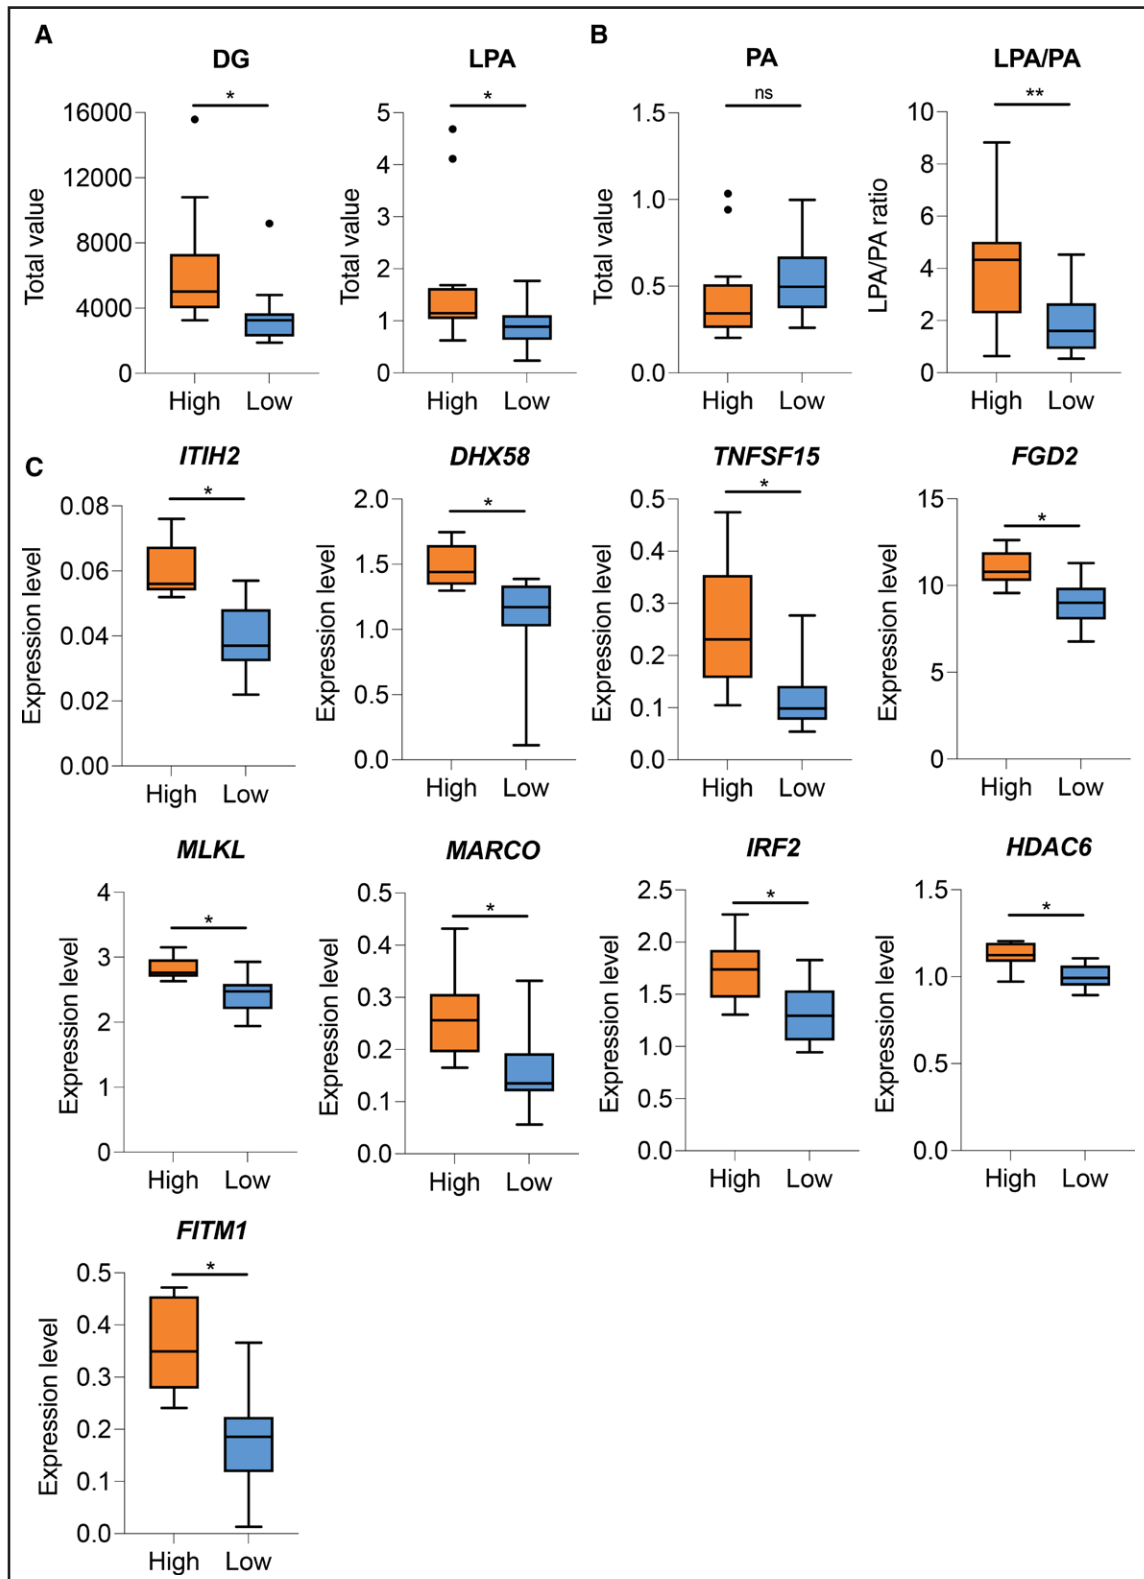 A
B
DG
LPA
PA
LPA/PA
*
*
ns
**
Total value
16000
12000
8000
4000
0
High
Low
Total value
5
4
3
2
1
0
High
Low
Total value
1.5
1.0
0.5
0.0
High
Low
LPA/PA ratio
10
8
6
4
2
0
High
Low
C
ITIH2
DHX58
TNFSF15
FGD2
*
*
*
*
Expression level
0.08
0.06
0.04
0.02
0.00
High
Low
Expression level
2.0
1.5
1.0
0.5
0.0
High
Low
Expression level
0.5
0.4
0.3
0.2
0.1
0.0
High
Low
Expression level
15
10
5
0
High
Low
MLKL
MARCO
IRF2
HDAC6
*
*
*
*
Expression level
4
3
2
1
0
High
Low
Expression level
0.5
0.4
0.3
0.2
0.1
0.0
High
Low
Expression level
2.5
2.0
1.5
1.0
0.5
0.0
High
Low
Expression level
1.5
1.0
0.5
0.0
High
Low
FITM1
*
Expression level
0.5
0.4
0.3
0.2
0.1
0.0
High
Low